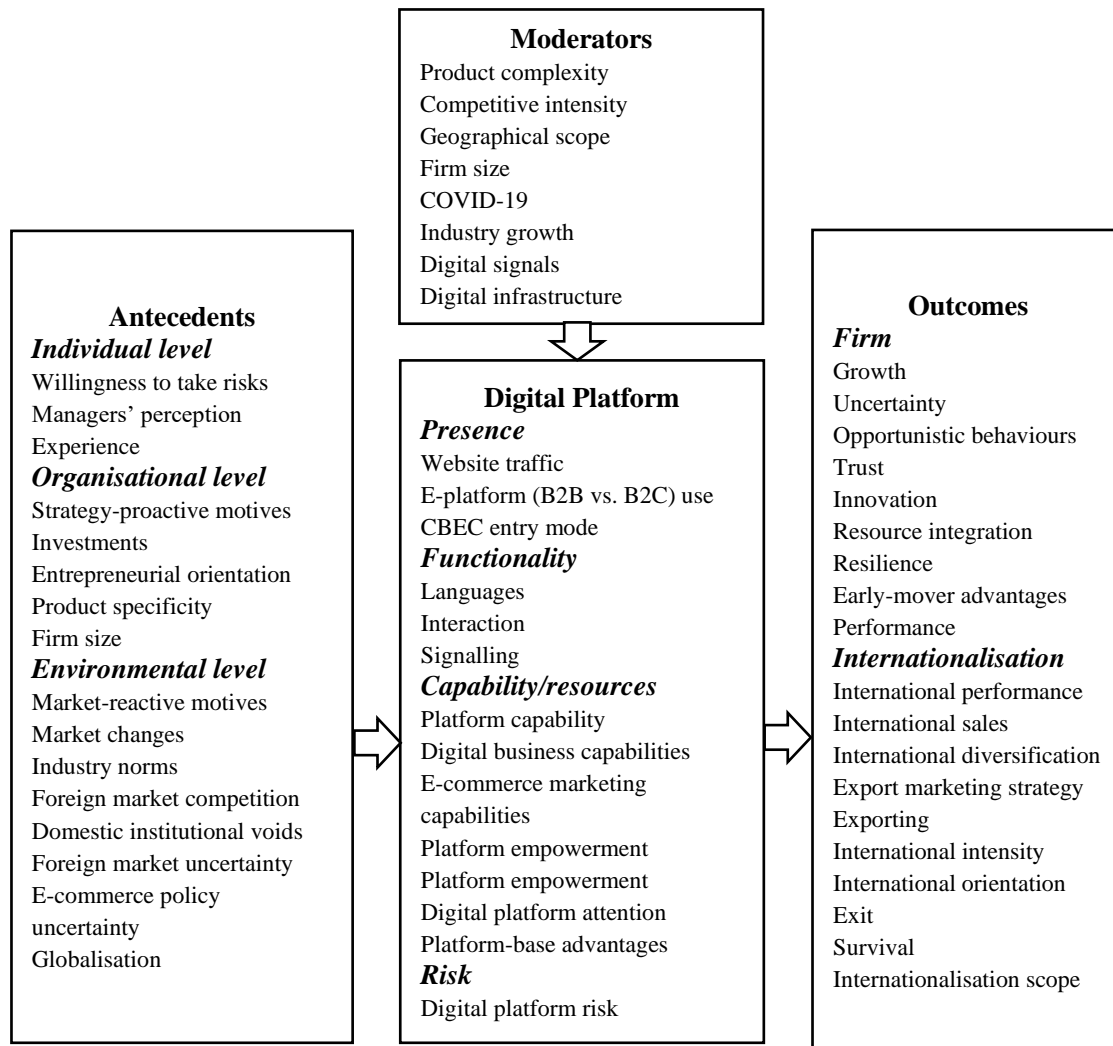 Moderators
Product complexity
Competitive intensity
Geographical scope
Firm size
COVID-19
Industry growth
Digital signals
Digital infrastructure
Antecedents
Individual level
Willingness to take risks
Managers’ perception
Experience
Organisational level
Strategy-proactive motives
Investments
Entrepreneurial orientation
Product specificity
Firm size
Environmental level
Market-reactive motives
Market changes
Industry norms
Foreign market competition
Domestic institutional voids
Foreign market uncertainty
E-commerce policy
uncertainty
Globalisation
Digital Platform
Presence
Website traffic
E-platform (B2B vs. B2C) use
CBEC entry mode
Functionality
Languages
Interaction
Signalling
Capability/resources
Platform capability
Digital business capabilities
E-commerce marketing
capabilities
Platform empowerment
Platform empowerment
Digital platform attention
Platform-base advantages
Risk
Digital platform risk
Outcomes
Firm
Growth
Uncertainty
Opportunistic behaviours
Trust
Innovation
Resource integration
Resilience
Early-mover advantages
Performance
Internationalisation
International performance
International sales
International diversification
Export marketing strategy
Exporting
International intensity
International orientation
Exit
Survival
Internationalisation scope